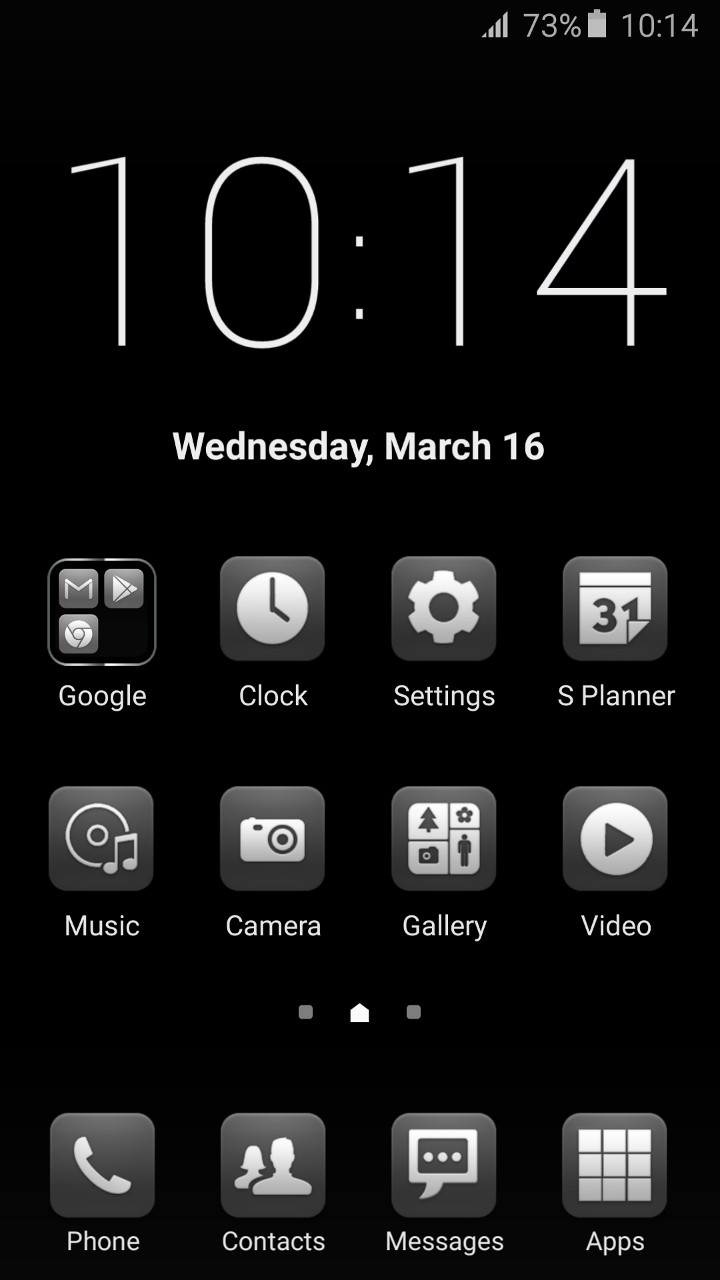 73% 10:14
10:14
Wednesday, March 16
31
Google Clock Settings S Planner
Music Camera Gallery Video
Phone Contacts Messages Apps